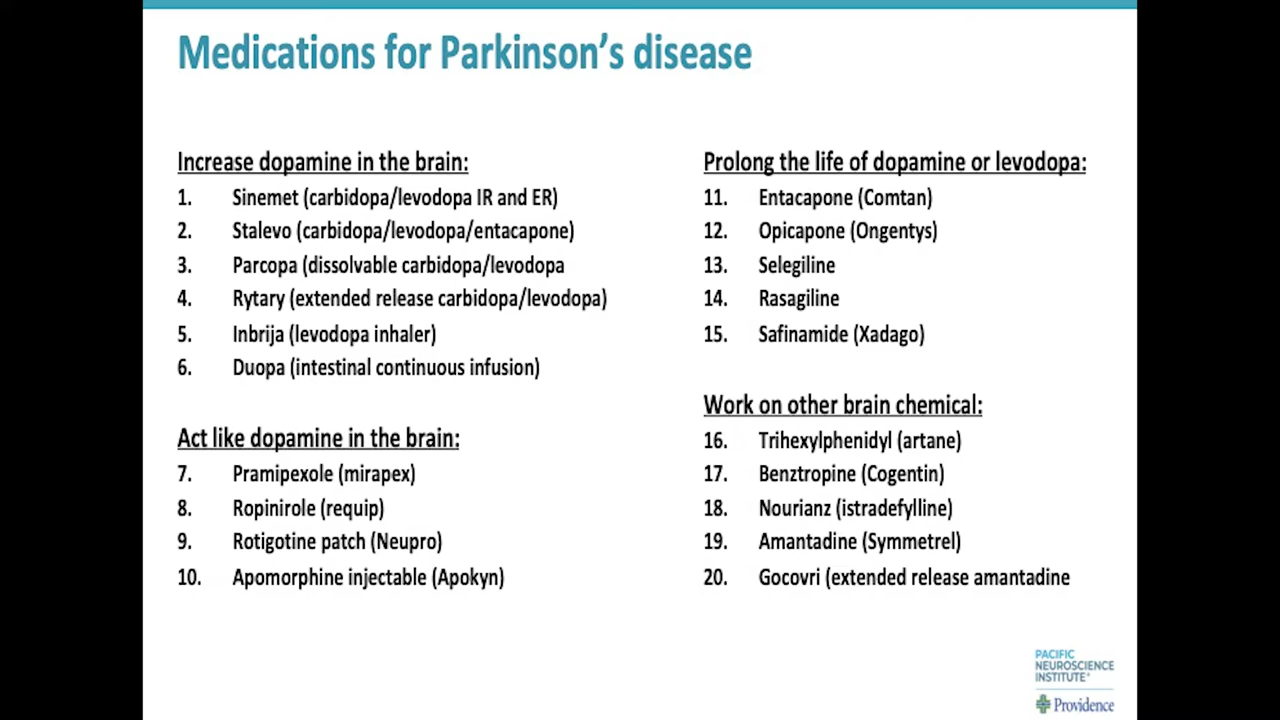 Medications for Parkinson's disease
Increase dopamine in the brain:
1. Sinemet (carbidopa/levodopa IR and ER)
2. Stalevo (carbidopa/levodopa/entacapone)
3. Parcopa (dissolvable carbidopa/levodopa
4. Rytary (extended release carbidopa/levodopa)
5. Inbrija (levodopa inhaler)
6. Duopa (intestinal continuous infusion)
Act like dopamine in the brain:
7. Pramipexole (mirapex)
8. Ropinirole (requip)
9. Rotigotine patch (Neupro)
10. Apomorphine injectable (Apokyn)
Prolong the life of dopamine or levodopa:
11. Entacapone (Comtan)
12. Opicapone (Ongentys)
13. Selegiline
14. Rasagiline
15. Safinamide (Xadago)
Work on other brain chemical:
16. Trihexylphenidyl (artane)
17. Benztropine (Cogentin)
18. Nourianz (istradefylline)
19. Amantadine (Symmetrel)
20. Gocovri (extended release amantadine
PACIFIC
NEUROSCIENCE
INSTITUTE
Providence